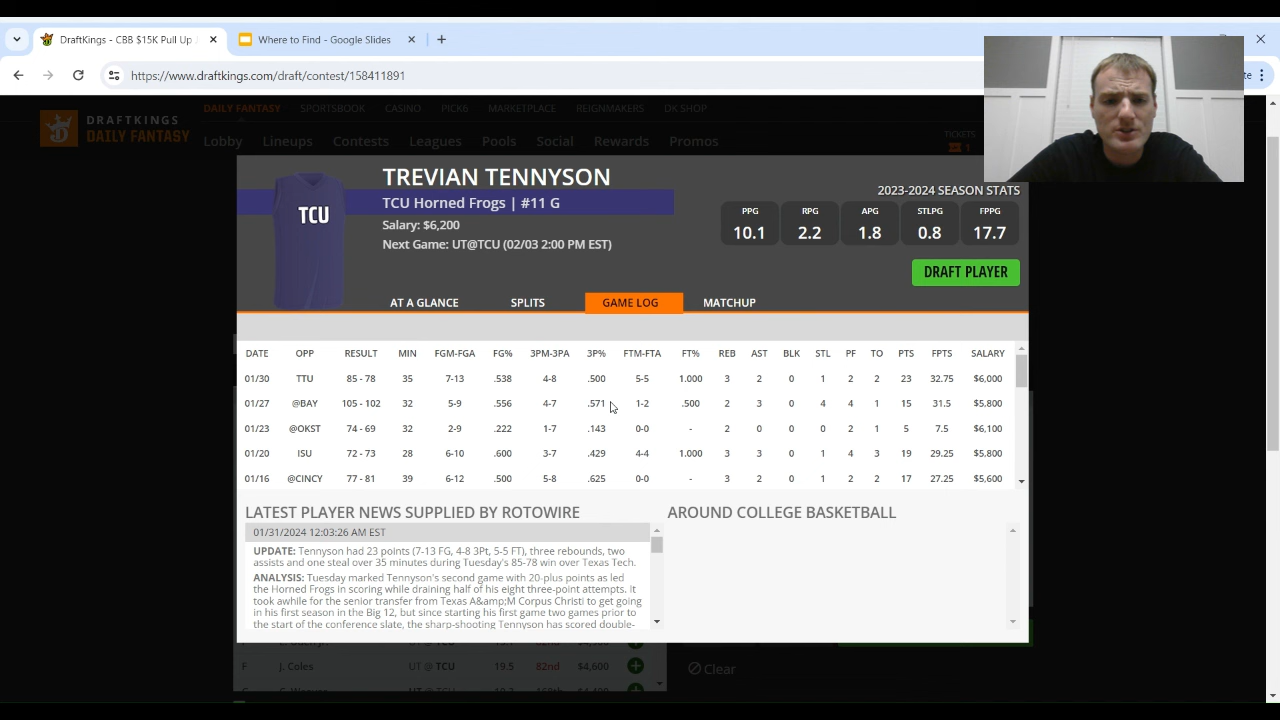 DraftKings - CBB $15K Pull Up
Where to Find - Google Slides
https://www.draftkings.com/draft/contest/158411891
DRAFTKINGS
DAILY FANTASY
DAILY FANTASY SPORTSBOOK CASINO PICK6 MARKETPLACE REIGNMAKERS DK SHOP
Lobby Lineups Contests Leagues Pools Social Rewards Promos
TICKETS
1
TCU
TREVIAN TENNYSON
TCU Horned Frogs | #11 G
Salary: $6,200
Next Game: UT@TCU (02/03 2:00 PM EST)
2023-2024 SEASON STATS
PPG RPG APG STLPG FPPG
10.1 2.2 1.8 0.8 17.7
DRAFT PLAYER
AT A GLANCE SPLITS GAME LOG MATCHUP
DATE OPP RESULT MIN FGM-FGA FG% 3PM-3PA 3P% FTM-FTA FT% REB AST BLK STL PF TO PTS FPTS SALARY
01/30 TTU 85 - 78 35 7-13 .538 4-8 .500 5-5 1.000 3 2 0 1 2 2 23 32.75 $6,000
01/27 @BAY 105 - 102 32 5-9 .556 4-7 .571 1-2 .500 2 3 0 4 4 1 15 31.5 $5,800
01/23 @OKST 74 - 69 32 2-9 .222 1-7 .143 0-0 - 2 0 0 0 2 1 5 7.5 $6,100
01/20 ISU 72 - 73 28 6-10 .600 3-7 .429 4-4 1.000 3 3 0 1 4 3 19 29.25 $5,800
01/16 @CINCY 77 - 81 39 6-12 .500 5-8 .625 0-0 - 3 2 0 1 2 2 17 27.25 $5,600
LATEST PLAYER NEWS SUPPLIED BY ROTOWIRE
01/31/2024 12:03:26 AM EST
UPDATE: Tennyson had 23 points (7-13 FG, 4-8 3Pt, 5-5 FT), three rebounds, two
assists and one steal over 35 minutes during Tuesday's 85-78 win over Texas Tech.
ANALYSIS: Tuesday marked Tennyson's second game with 20-plus points as led
the Horned Frogs in scoring while draining half of his eight three-point attempts. It
took awhile for the senior transfer from Texas A&amp;M Corpus Christi to get going
in his first season in the Big 12, but since starting his first game two games prior to
the start of the conference slate, the sharp-shooting Tennyson has scored double-
AROUND COLLEGE BASKETBALL
F J. Coles UT @ TCU 19.5 82nd $4,600
Clear